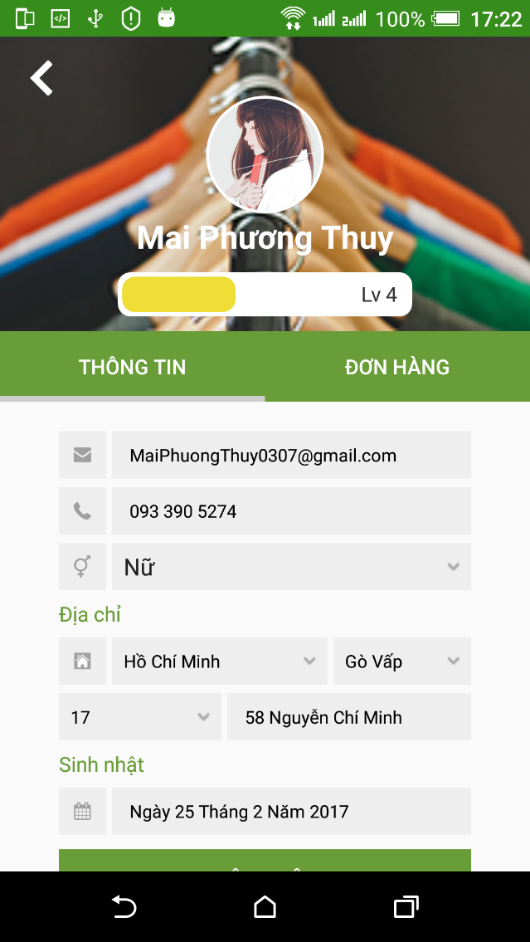 100% 17:22
Mai Phương Thuy
Lv 4
THÔNG TIN ĐƠN HÀNG
MaiPhuongThuy0307@gmail.com
093 390 5274
Nữ
Địa chỉ
Hồ Chí Minh Gò Vấp
17 58 Nguyễn Chí Minh
Sinh nhật
Ngày 25 Tháng 2 Năm 2017